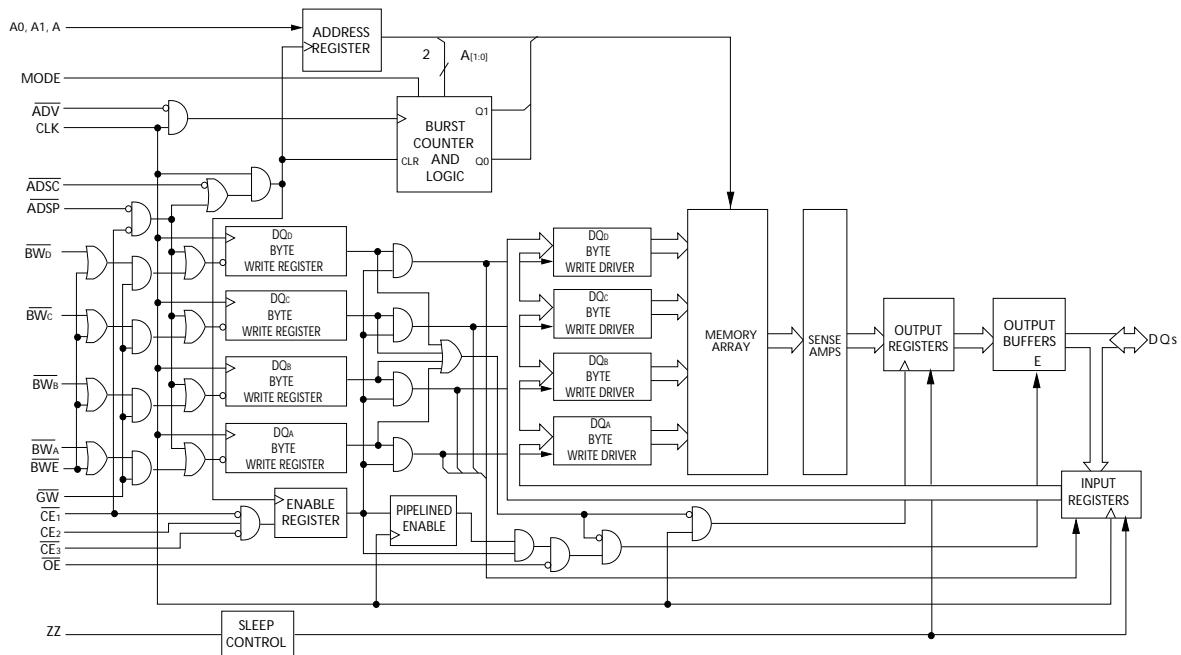 A0, A1, A
ADDRESS
REGISTER
2
A[1:0]
MODE
ADV
CLK
BURST
COUNTER
AND
LOGIC
CLR
Q1
Q0
ADSC
ADSP
BWD
DQD
BYTE
WRITE REGISTER
DQD
BYTE
WRITE DRIVER
BWC
DQC
BYTE
WRITE REGISTER
DQC
BYTE
WRITE DRIVER
MEMORY
ARRAY
SENSE
AMPS
OUTPUT
REGISTERS
OUTPUT
BUFFERS
E
DQs
BWB
DQB
BYTE
WRITE REGISTER
DQB
BYTE
WRITE DRIVER
BWA
BWE
DQA
BYTE
WRITE REGISTER
DQA
BYTE
WRITE DRIVER
GW
CE1
CE2
CE3
OE
ENABLE
REGISTER
PIPELINED
ENABLE
INPUT
REGISTERS
ZZ
SLEEP
CONTROL